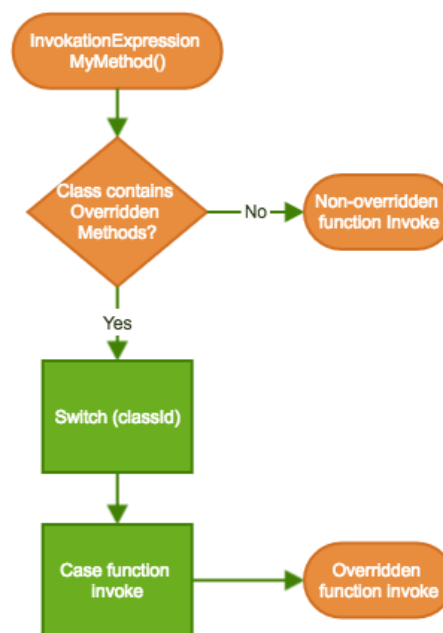 InvokationExpression
MyMethod()
Class contains
Overridden
Methods?
No
Non-overridden
function Invoke
Yes
Switch (classId)
Case function
invoke
Overridden
function invoke